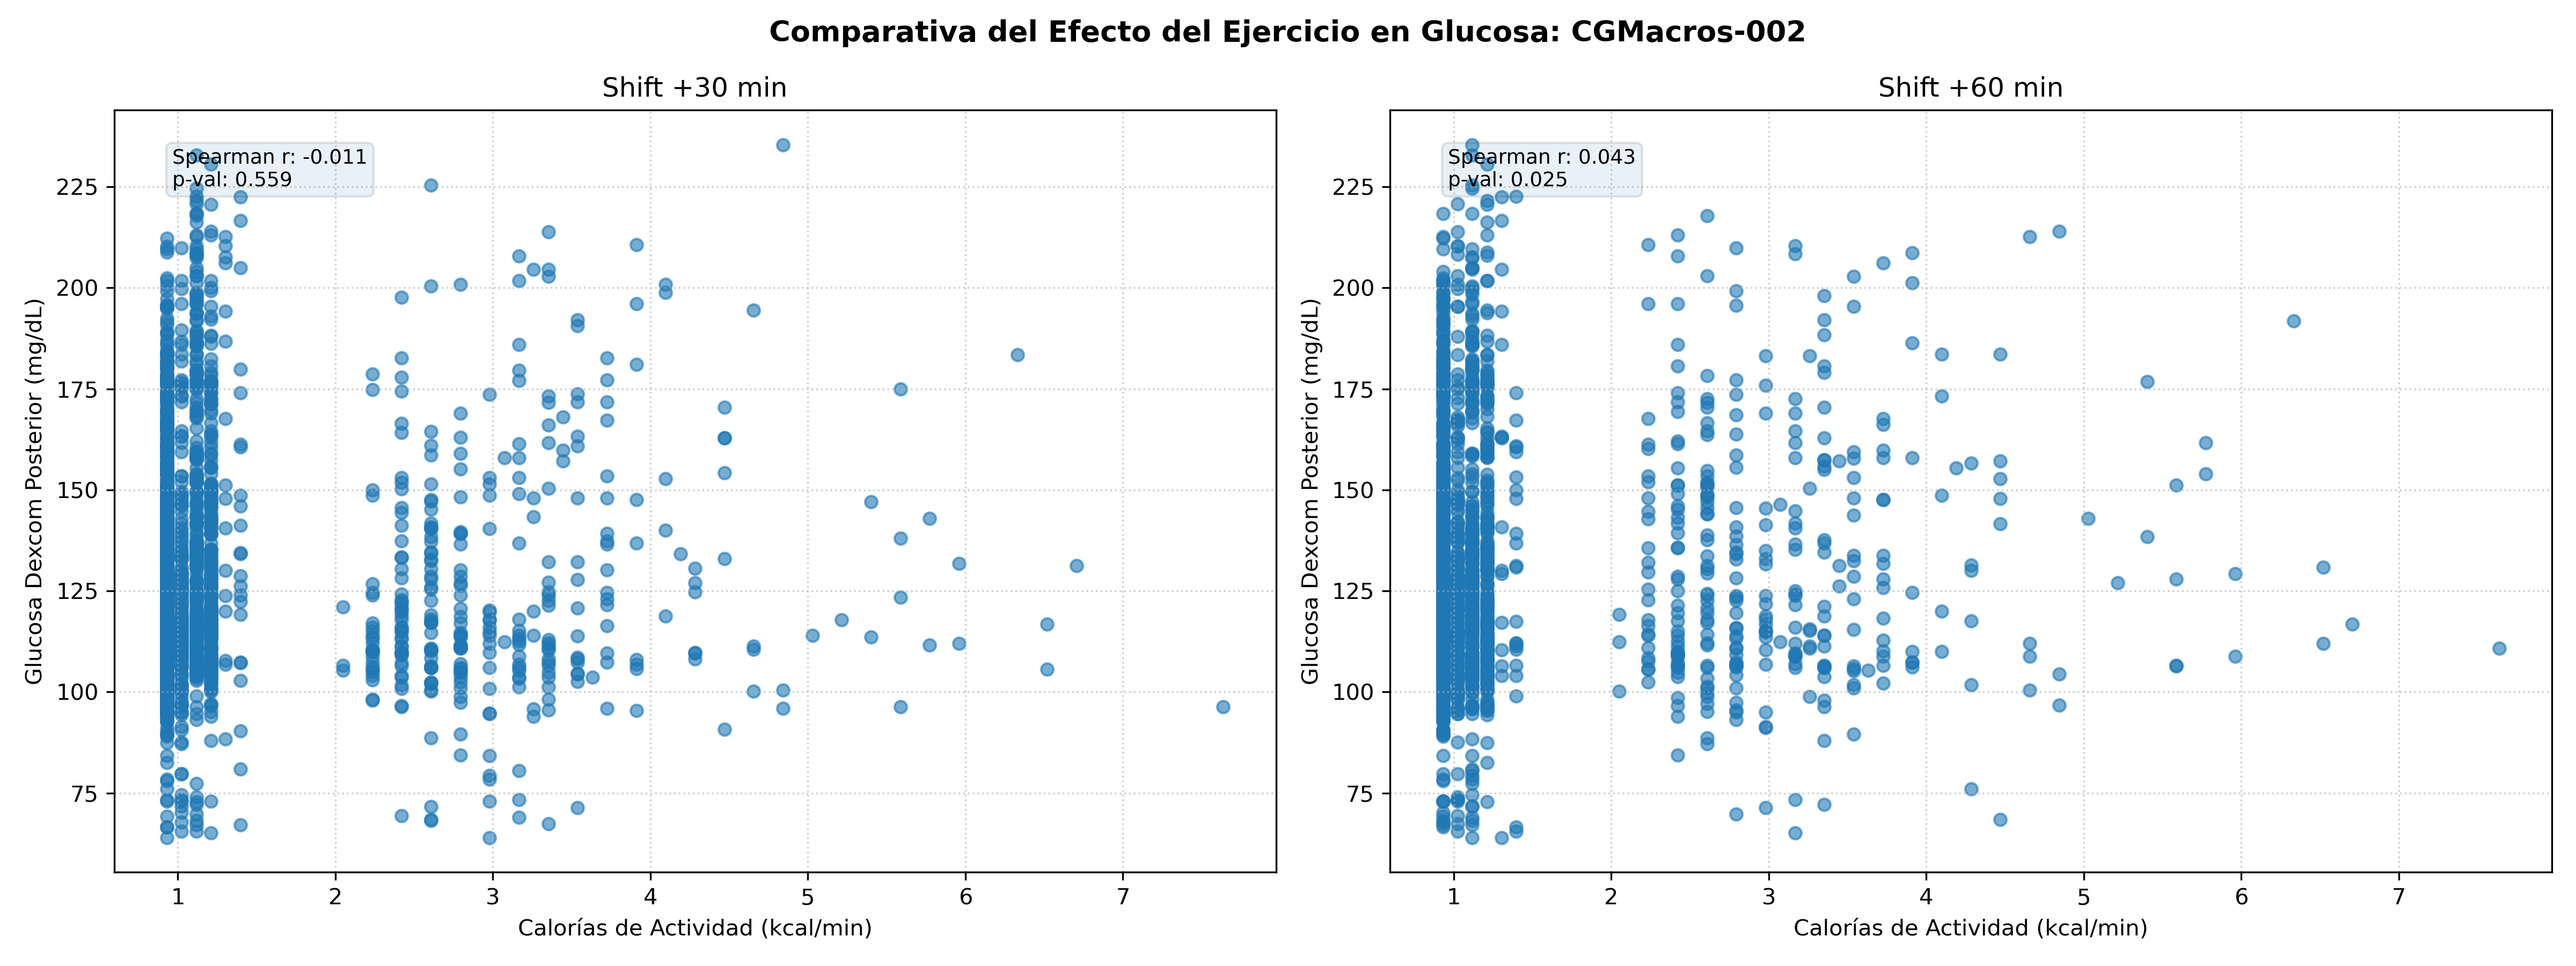 Comparativa del Efecto del Ejercicio en Glucosa: CGMacros-002
Shift +30 min
Spearman r: -0.011
p-val: 0.559
225
200
175
150
125
100
75
Glucosa Dexcom Posterior (mg/dL)
1 2 3 4 5 6 7
Calorías de Actividad (kcal/min)
Shift +60 min
Spearman r: 0.043
p-val: 0.025
225
200
175
150
125
100
75
Glucosa Dexcom Posterior (mg/dL)
1 2 3 4 5 6 7
Calorías de Actividad (kcal/min)